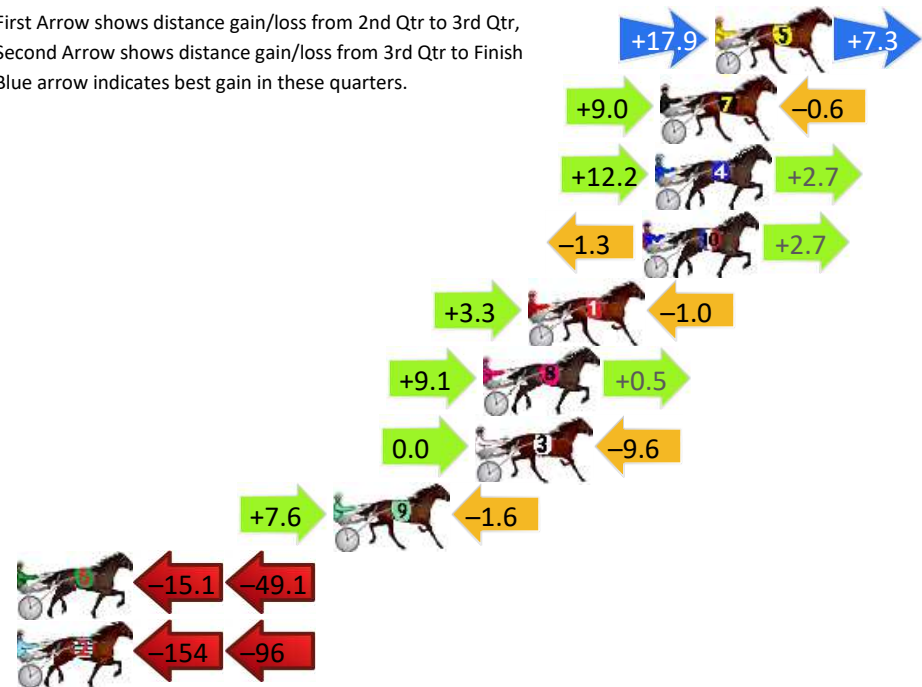 First Arrow shows distance gain/loss from 2nd Qtr to 3rd Qtr,
Second Arrow shows distance gain/loss from 3rd Qtr to Finish
Blue arrow indicates best gain in these quarters.
+17.9 5 +7.3
+9.0 7 –0.6
+12.2 4 +2.7
–1.3 10 +2.7
+3.3 1 –1.0
+9.1 8 +0.5
0.0 3 –9.6
+7.6 9 –1.6
6 –15.1 –49.1
2 –154 –96